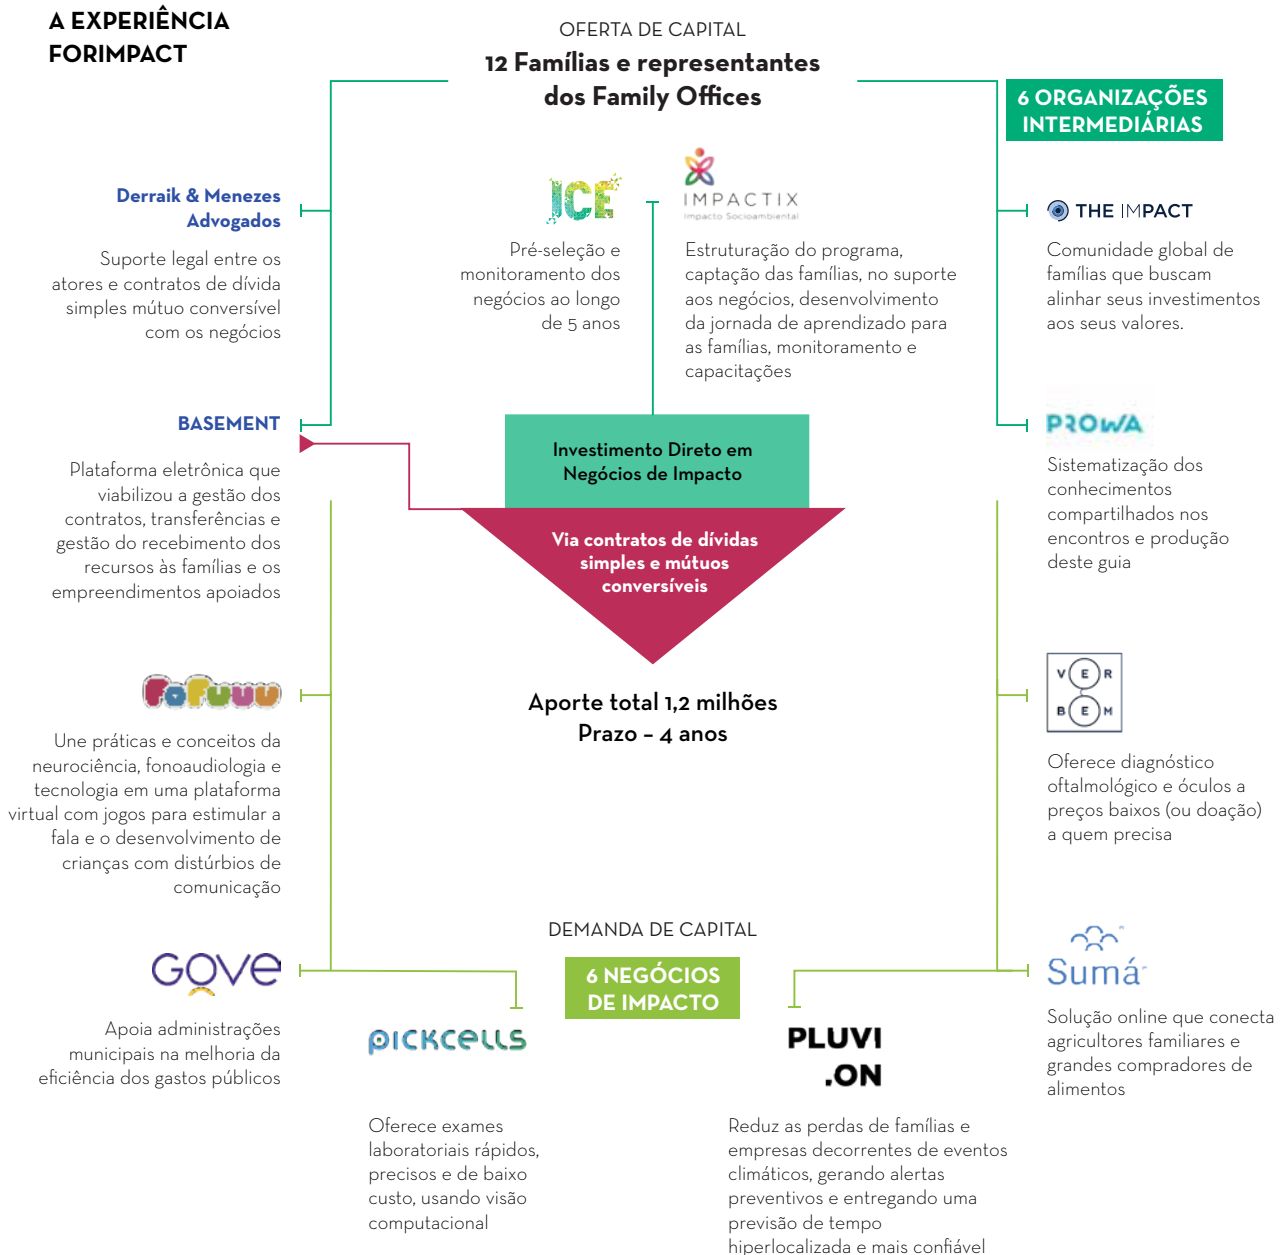 A EXPERIÊNCIA
FORIMPACT
OFERTA DE CAPITAL
12 Famílias e representantes
dos Family Offices
6 ORGANIZAÇÕES
INTERMEDIÁRIAS
Derraik & Menezes
Advogados
Suporte legal entre os
atores e contratos de dívida
simples mútuo conversível
com os negócios
ICE
Pré-seleção e
monitoramento dos
negócios ao longo
de 5 anos
IMPACTIX
Impacto Socioambiental
Estruturação do programa,
captação das famílias, no suporte
aos negócios, desenvolvimento
da jornada de aprendizado para
as famílias, monitoramento e
capacitações
THE IMPACT
Comunidade global de
famílias que buscam
alinhar seus investimentos
aos seus valores.
BASEMENT
Plataforma eletrônica que
viabilizou a gestão dos
contratos, transferências e
gestão do recebimento dos
recursos às famílias e os
empreendimentos apoiados
Investimento Direto em
Negócios de Impacto
Via contratos de dívidas
simples e mútuos
conversíveis
PROWA
Sistematização dos
conhecimentos
compartilhados nos
encontros e produção
deste guia
Aporte total 1,2 milhões
Prazo – 4 anos
FoFuuu
Une práticas e conceitos da
neurociência, fonoaudiologia e
tecnologia em uma plataforma
virtual com jogos para estimular a
fala e o desenvolvimento de
crianças com distúrbios de
comunicação
VER
BEM
Oferece diagnóstico
oftalmológico e óculos a
preços baixos (ou doação)
a quem precisa
DEMANDA DE CAPITAL
6 NEGÓCIOS
DE IMPACTO
GOVe
Apoia administrações
municipais na melhoria da
eficiência dos gastos públicos
PICKCELLS
Oferece exames
laboratoriais rápidos,
precisos e de baixo
custo, usando visão
computacional
PLUVI
.ON
Reduz as perdas de famílias e
empresas decorrentes de eventos
climáticos, gerando alertas
preventivos e entregando uma
previsão de tempo
hiperlocalizada e mais confiável
Sumá
Solução online que conecta
agricultores familiares e
grandes compradores de
alimentos